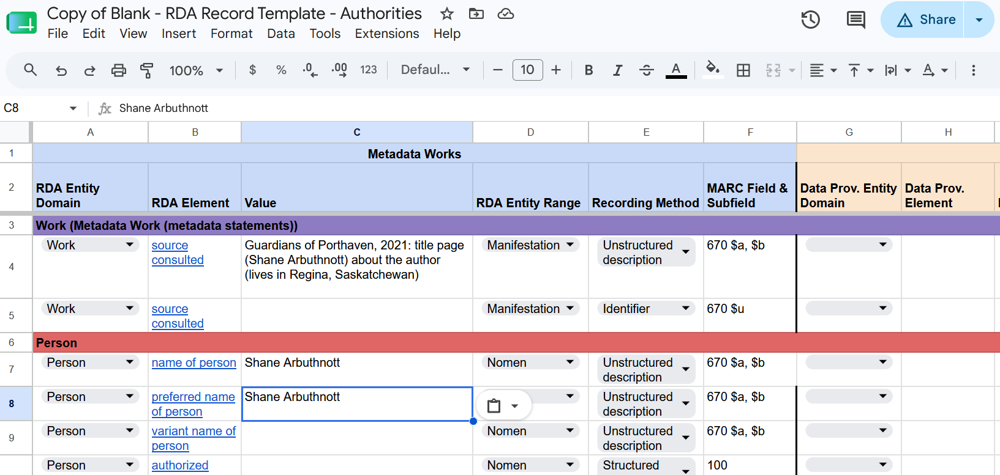 Copy of Blank - RDA Record Template - Authorities
File Edit View Insert Format Data Tools Extensions Help
Share
100% $ % .0 .00 123 Defaul... 10 B I A A
C8 fx Shane Arbuthnott
A B C D E F G H
1 Metadata Works
2 RDA Entity Domain RDA Element Value RDA Entity Range Recording Method MARC Field & Subfield Data Prov. Entity Domain Data Prov. Element
3 Work (Metadata Work (metadata statements))
4 Work source consulted Guardians of Porthaven, 2021: title page (Shane Arbuthnott) about the author (lives in Regina, Saskatchewan) Manifestation Unstructured description 670 $a, $b
5 Work source consulted Manifestation Identifier 670 $u
6 Person
7 Person name of person Shane Arbuthnott Nomen Unstructured description 670 $a, $b
8 Person preferred name of person Shane Arbuthnott Unstructured description 670 $a, $b
9 Person variant name of person Nomen Unstructured description 670 $a, $b
Person authorized Nomen Structured 100